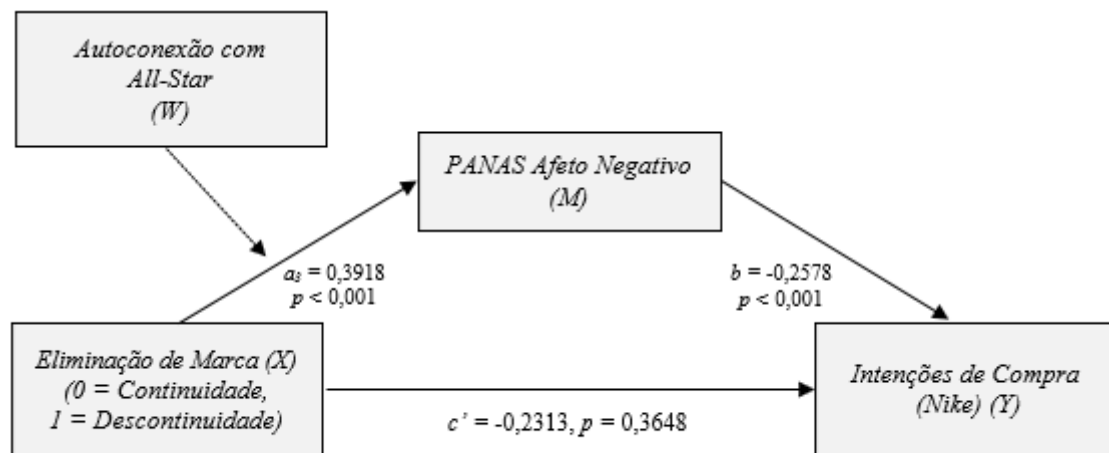 Autoconexão com
All-Star
(W)
PANAS Afeto Negativo
(M)
a₃ = 0,3918
p < 0,001
b = -0,2578
p < 0,001
Eliminação de Marca (X)
(0 = Continuidade,
1 = Descontinuidade)
c’ = -0,2313, p = 0,3648
Intenções de Compra
(Nike) (Y)